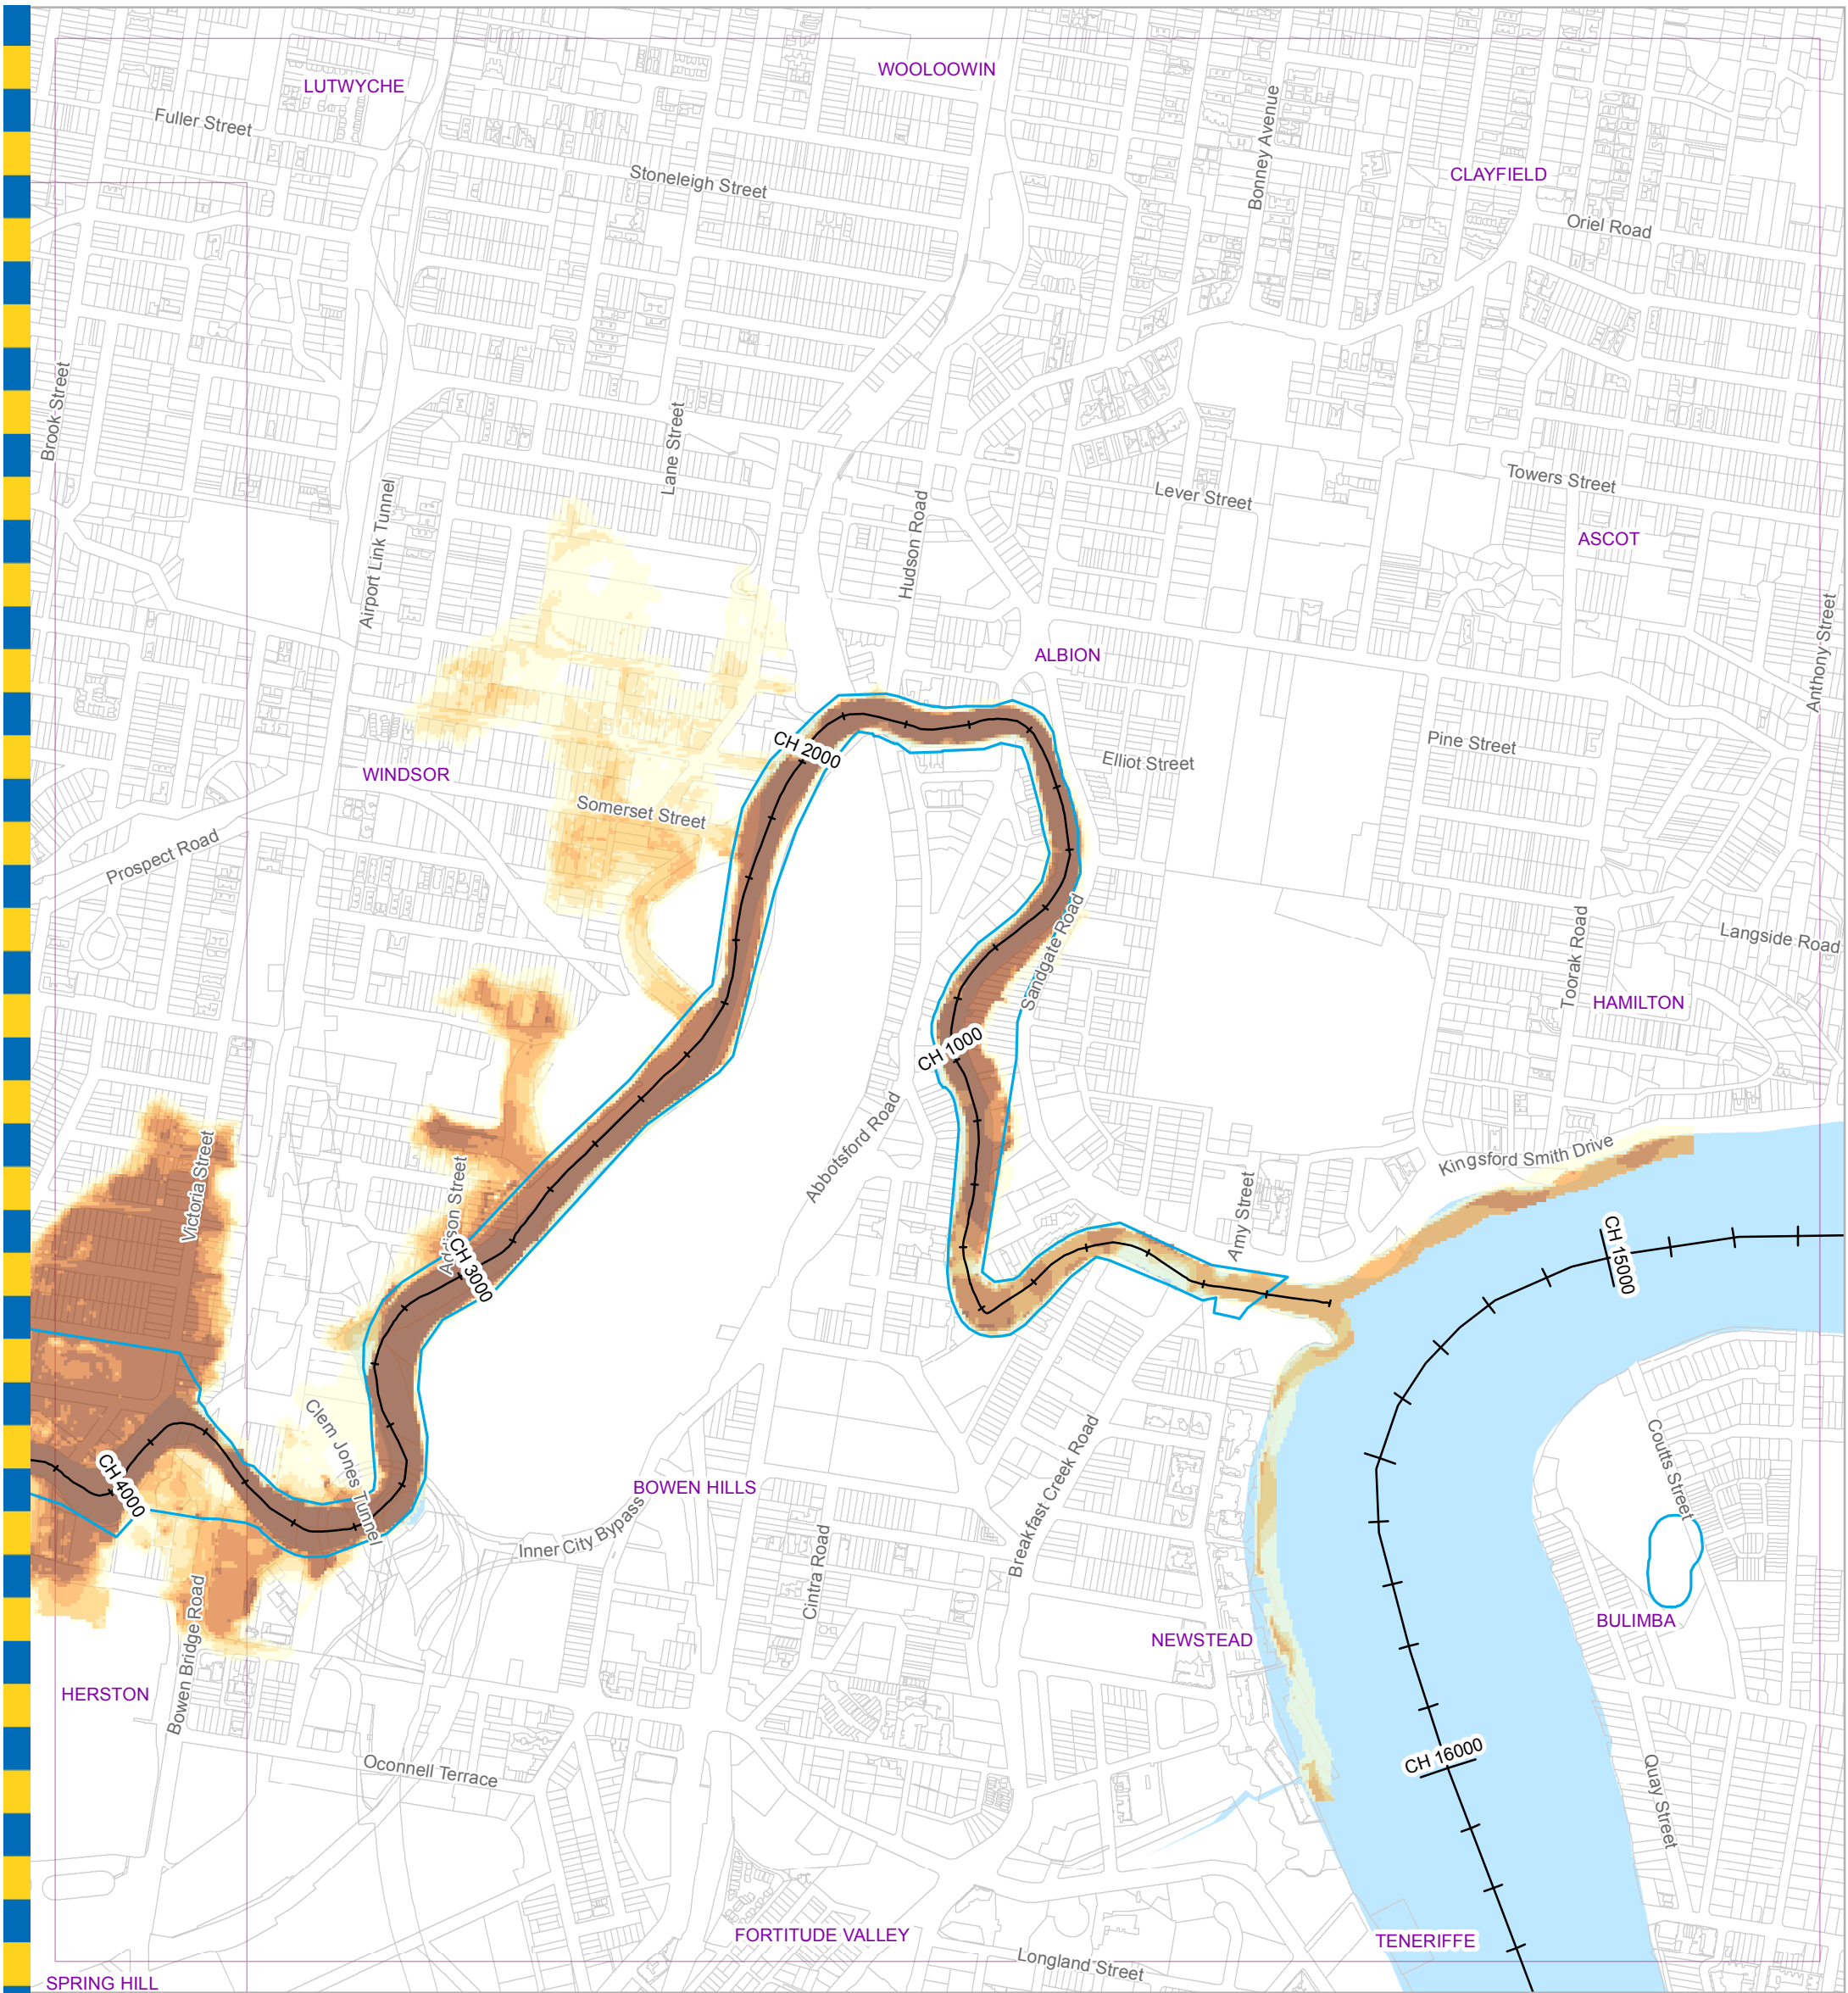 WOOLOOWIN
LUTWYCHE
Fuller Street
Bonney Avenue
Stoneleigh Street
CLAYFIELD
Oriel Road
Brook Street
Lane Street
Towers Street
Lever Street
Airport Link Tunnel
Hudson Road
ASCOT
Anthony Street
ALBION
CH 2000
Elliot Street
Pine Street
WINDSOR
Somerset Street
Prospect Road
Sandgate Road
Toorak Road
Langside Road
HAMILTON
CH 1000
Abbotsford Road
Kingsford Smith Drive
Victoria Street
Addison Street
Amy Street
CH 3000
CH 15000
Clem Jones Tunnel
CH 4000
Coutts Street
BOWEN HILLS
Breakfast Creek Road
Inner City Bypass
Cintra Road
Bowen Bridge Road
BULIMBA
NEWSTEAD
HERSTON
CH 16000
Oconnell Terrace
Quay Street
FORTITUDE VALLEY
TENERIFFE
Longland Street
SPRING HILL